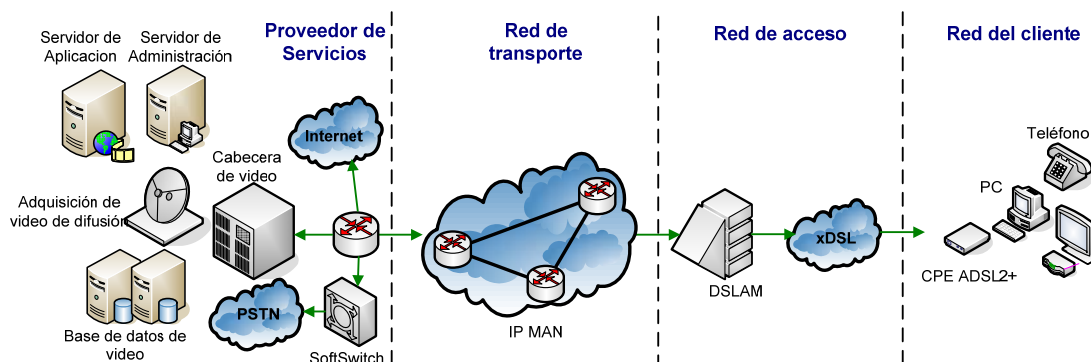 Servidor de
Aplicacion
Servidor de
Administración
Proveedor de
Servicios
Red de
transporte
Red de acceso
Red del cliente
Internet
Teléfono
Cabecera
de video
Adquisición de
video de difusión
PC
xDSL
CPE ADSL2+
DSLAM
PSTN
IP MAN
Base de datos de
video
SoftSwitch